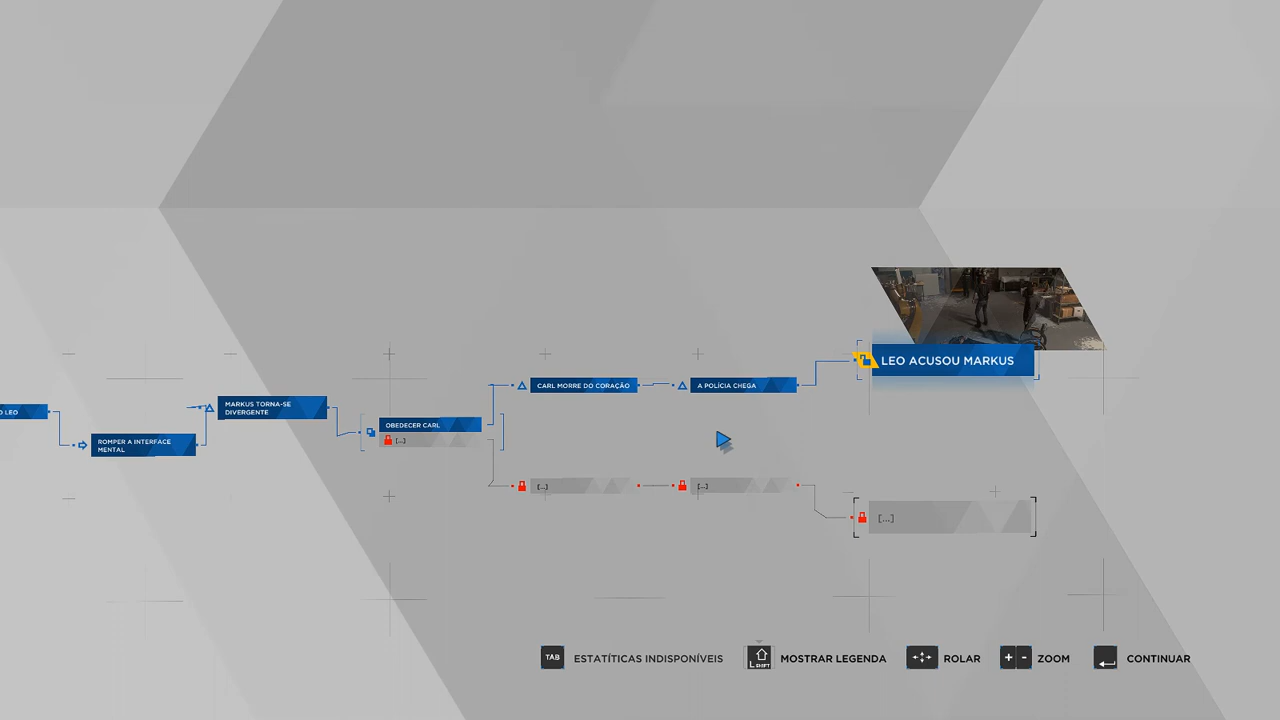 O LEO
ROMPER A INTERFACE
MENTAL
MARKUS TORNA-SE
DIVERGENTE
OBEDECER CARL
[...]
CARL MORRE DO CORAÇÃO
A POLÍCIA CHEGA
LEO ACUSOU MARKUS
[...]
[...]
[...]
TAB ESTATÍTICAS INDISPONÍVEIS
L SHIFT MOSTRAR LEGENDA
ROLAR
+ - ZOOM
CONTINUAR